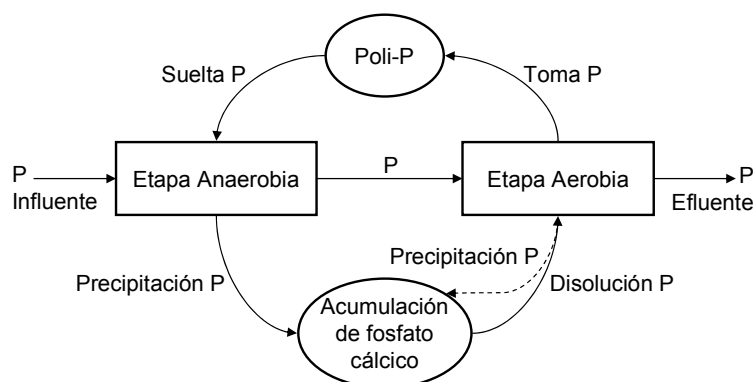 Poli-P
Suelta P
Toma P
P
Influente
Etapa Anaerobia
P
Etapa Aerobia
P
Efluente
Precipitación P
Precipitación P
Disolución P
Acumulación
de fosfato
cálcico